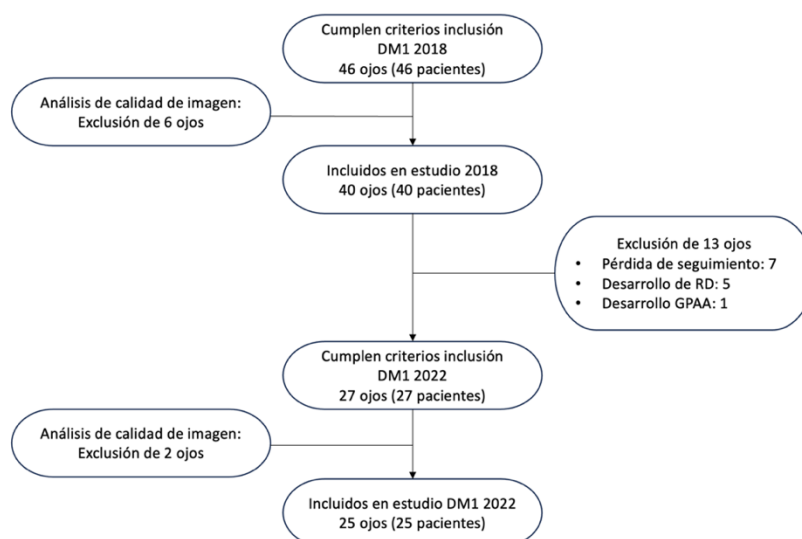 Cumplen criterios inclusión
DM1 2018
46 ojos (46 pacientes)
Análisis de calidad de imagen:
Exclusión de 6 ojos
Incluidos en estudio 2018
40 ojos (40 pacientes)
Exclusión de 13 ojos
• Pérdida de seguimiento: 7
• Desarrollo de RD: 5
• Desarrollo GPAA: 1
Cumplen criterios inclusión
DM1 2022
27 ojos (27 pacientes)
Análisis de calidad de imagen:
Exclusión de 2 ojos
Incluidos en estudio DM1 2022
25 ojos (25 pacientes)